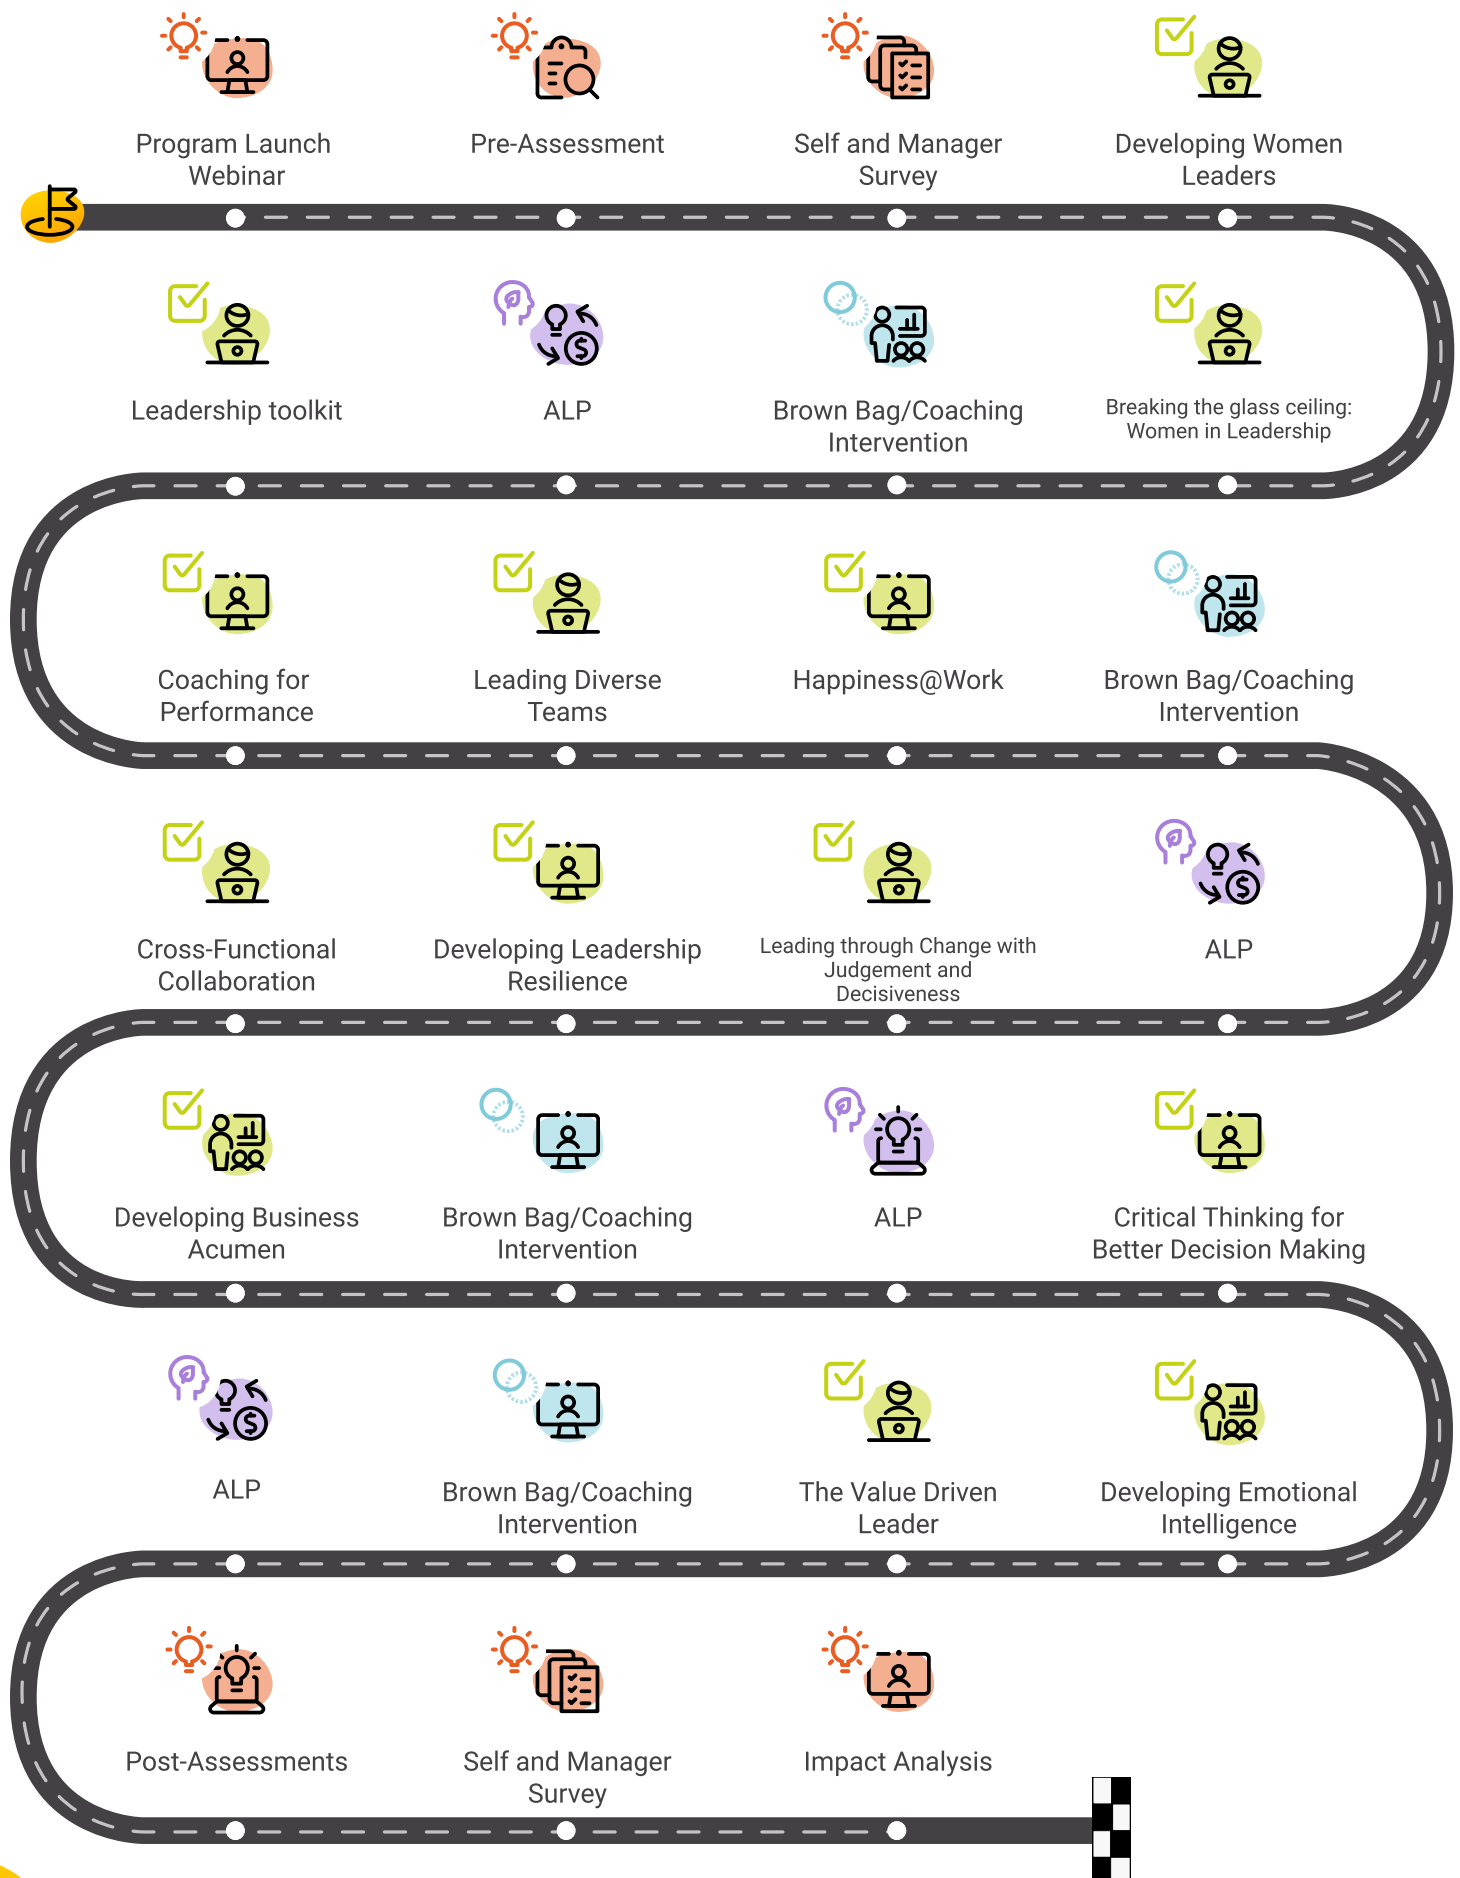 Program Launch
Webinar
Pre-Assessment
Self and Manager
Survey
Developing Women
Leaders
Leadership toolkit
ALP
Brown Bag/Coaching
Intervention
Breaking the glass ceiling:
Women in Leadership
Coaching for
Performance
Leading Diverse
Teams
Happiness@Work
Brown Bag/Coaching
Intervention
Cross-Functional
Collaboration
Developing Leadership
Resilience
Leading through Change with
Judgement and
Decisiveness
ALP
Developing Business
Acumen
Brown Bag/Coaching
Intervention
ALP
Critical Thinking for
Better Decision Making
ALP
Brown Bag/Coaching
Intervention
The Value Driven
Leader
Developing Emotional
Intelligence
Post-Assessments
Self and Manager
Survey
Impact Analysis